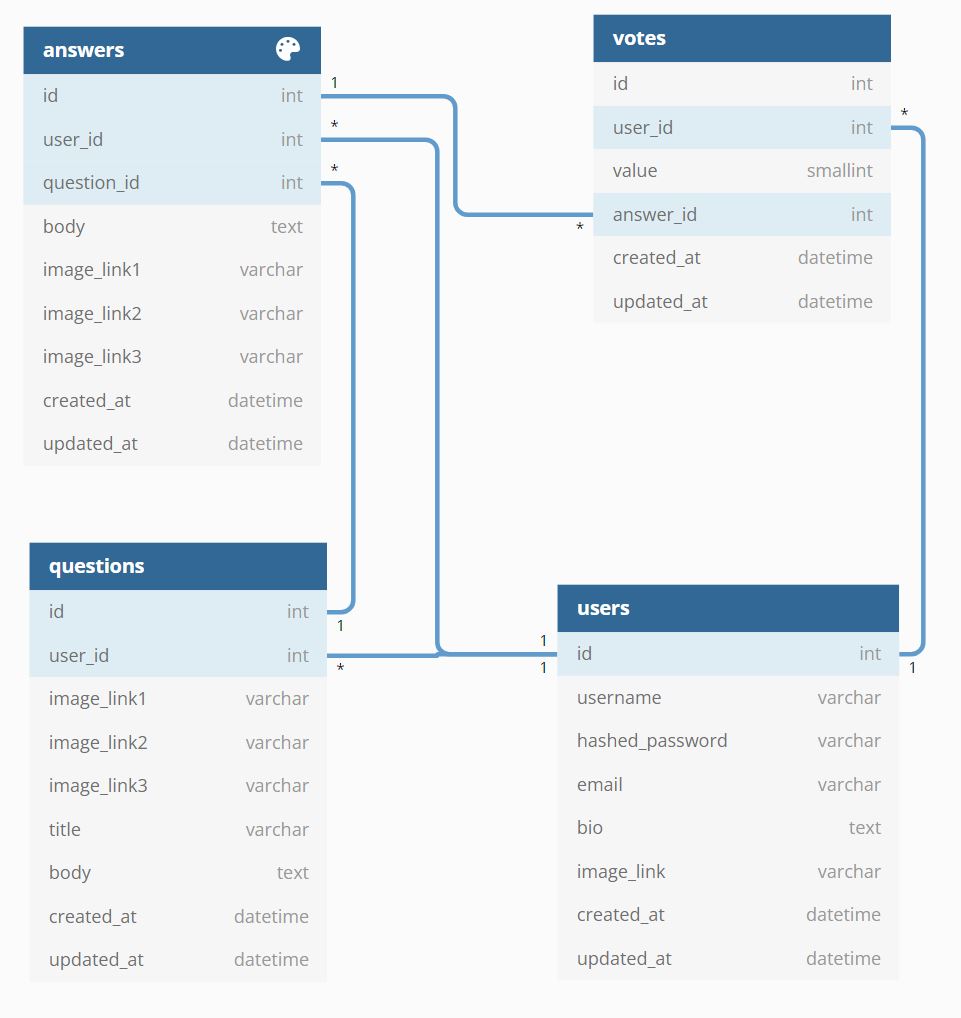 answers
id int
user_id int
question_id int
body text
image_link1 varchar
image_link2 varchar
image_link3 varchar
created_at datetime
updated_at datetime
1
*
*
*
votes
id int
user_id int
value smallint
answer_id int
created_at datetime
updated_at datetime
*
1
questions
id int
user_id int
image_link1 varchar
image_link2 varchar
image_link3 varchar
title varchar
body text
created_at datetime
updated_at datetime
1
*
1
1
users
id int
username varchar
hashed_password varchar
email varchar
bio text
image_link varchar
created_at datetime
updated_at datetime